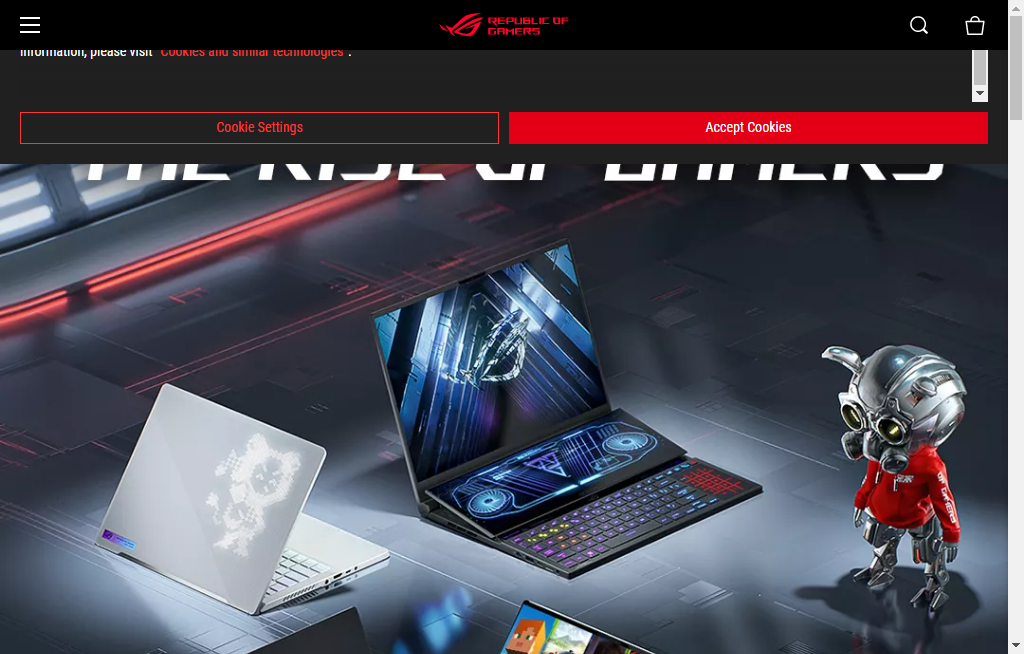 REPUBLIC OF
GAMERS
information, please visit "Cookies and similar technologies".
Cookie Settings
Accept Cookies
THE RISE OF GAMERS